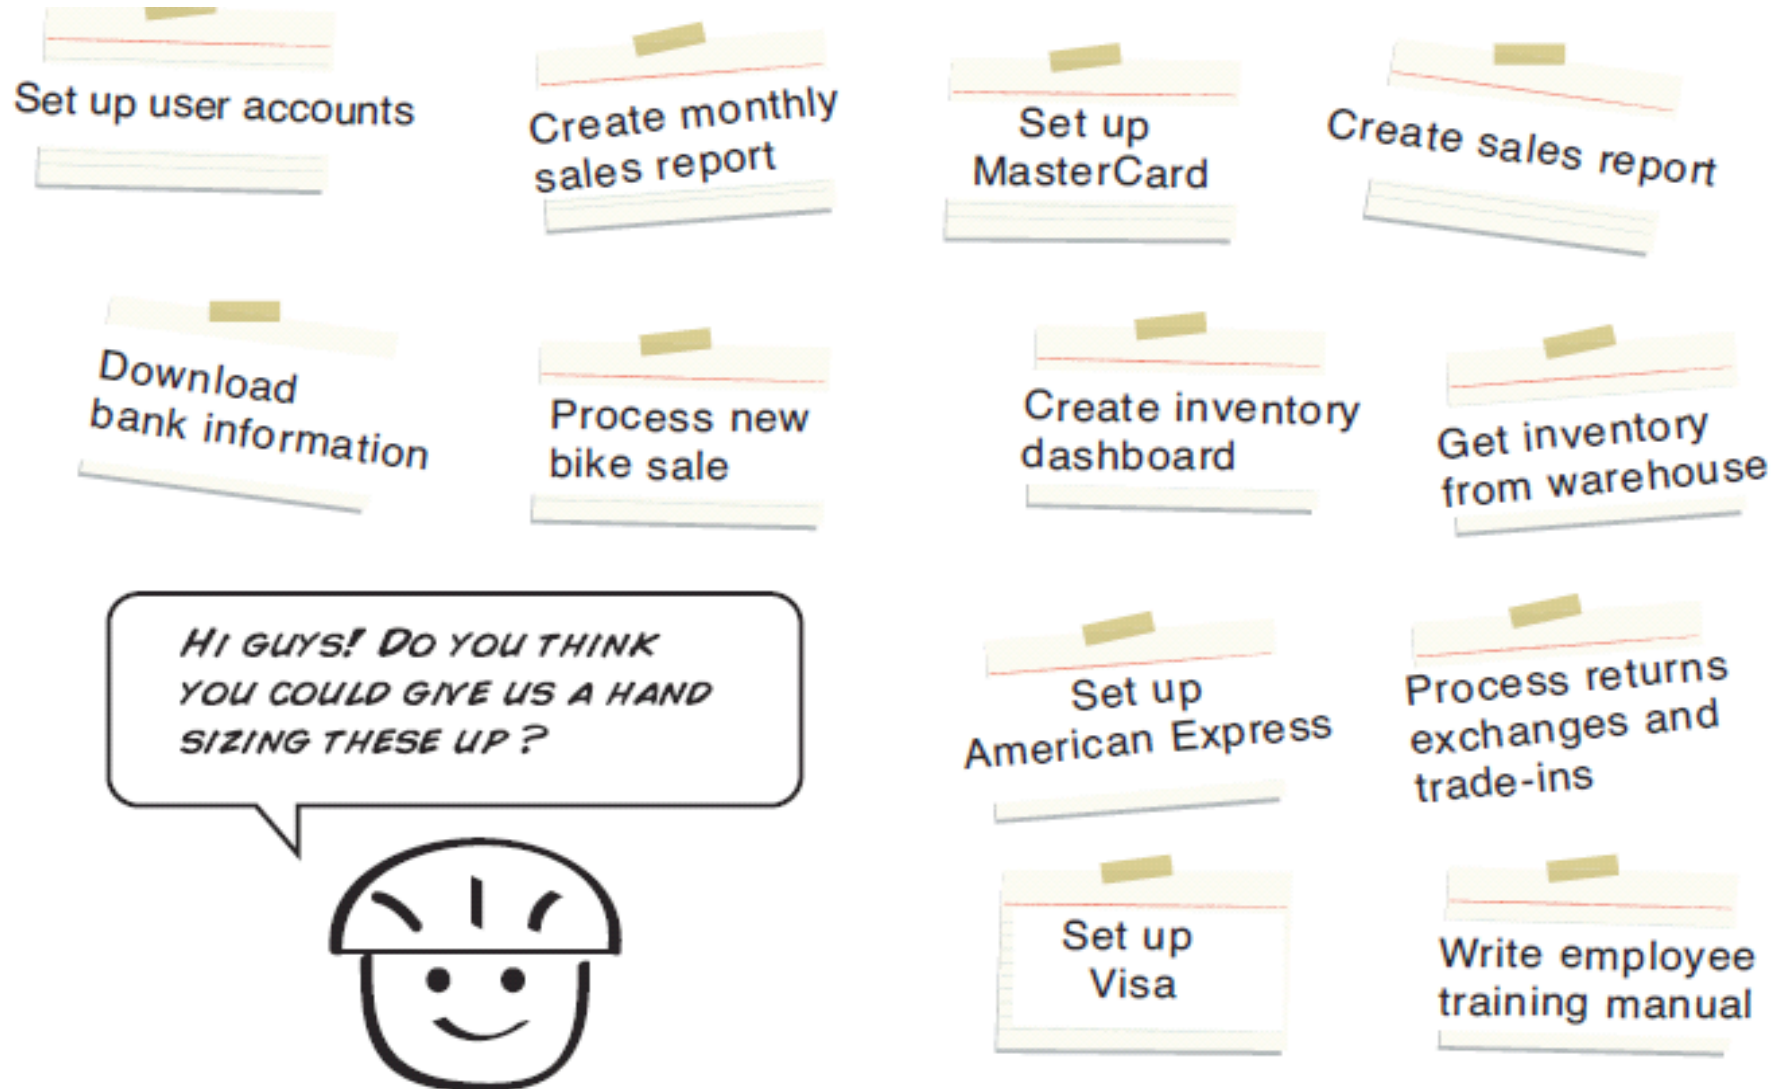 Set up user accounts
Create monthly
sales report
Set up
MasterCard
Create sales report
Download
bank information
Process new
bike sale
Create inventory
dashboard
Get inventory
from warehouse
HI GUYS! DO YOU THINK
YOU COULD GIVE US A HAND
SIZING THESE UP?
Set up
American Express
Process returns
exchanges and
trade-ins
Set up
Visa
Write employee
training manual